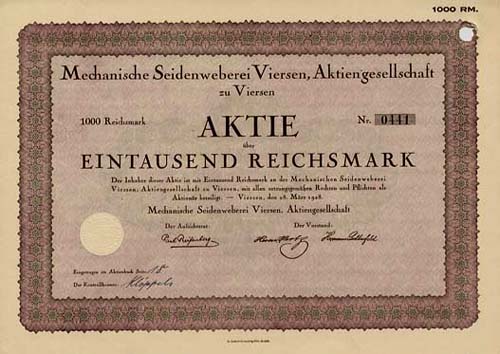 1000 RM.
Mechanische Seidenweberei Viersen, Aktiengesellschaft
zu Viersen
1000 Reichsmark
AKTIE
Nr. 0441
über
EINTAUSEND REICHSMARK
Der Inhaber dieser Aktie ist mit Eintausend Reichsmark an der Mechanischen Seidenweberei
Viersen, Aktiengesellschaft zu Viersen, mit allen satzungsgemäßen Rechten und Pflichten als
Aktionär beteiligt. — Viersen, den 28. März 1928.
Mechanische Seidenweberei Viersen, Aktiengesellschaft
Der Aufsichtsrat:
Der Vorstand:
Eingetragen im Aktienbuch Seite: 15
Der Kontrollbeamte: